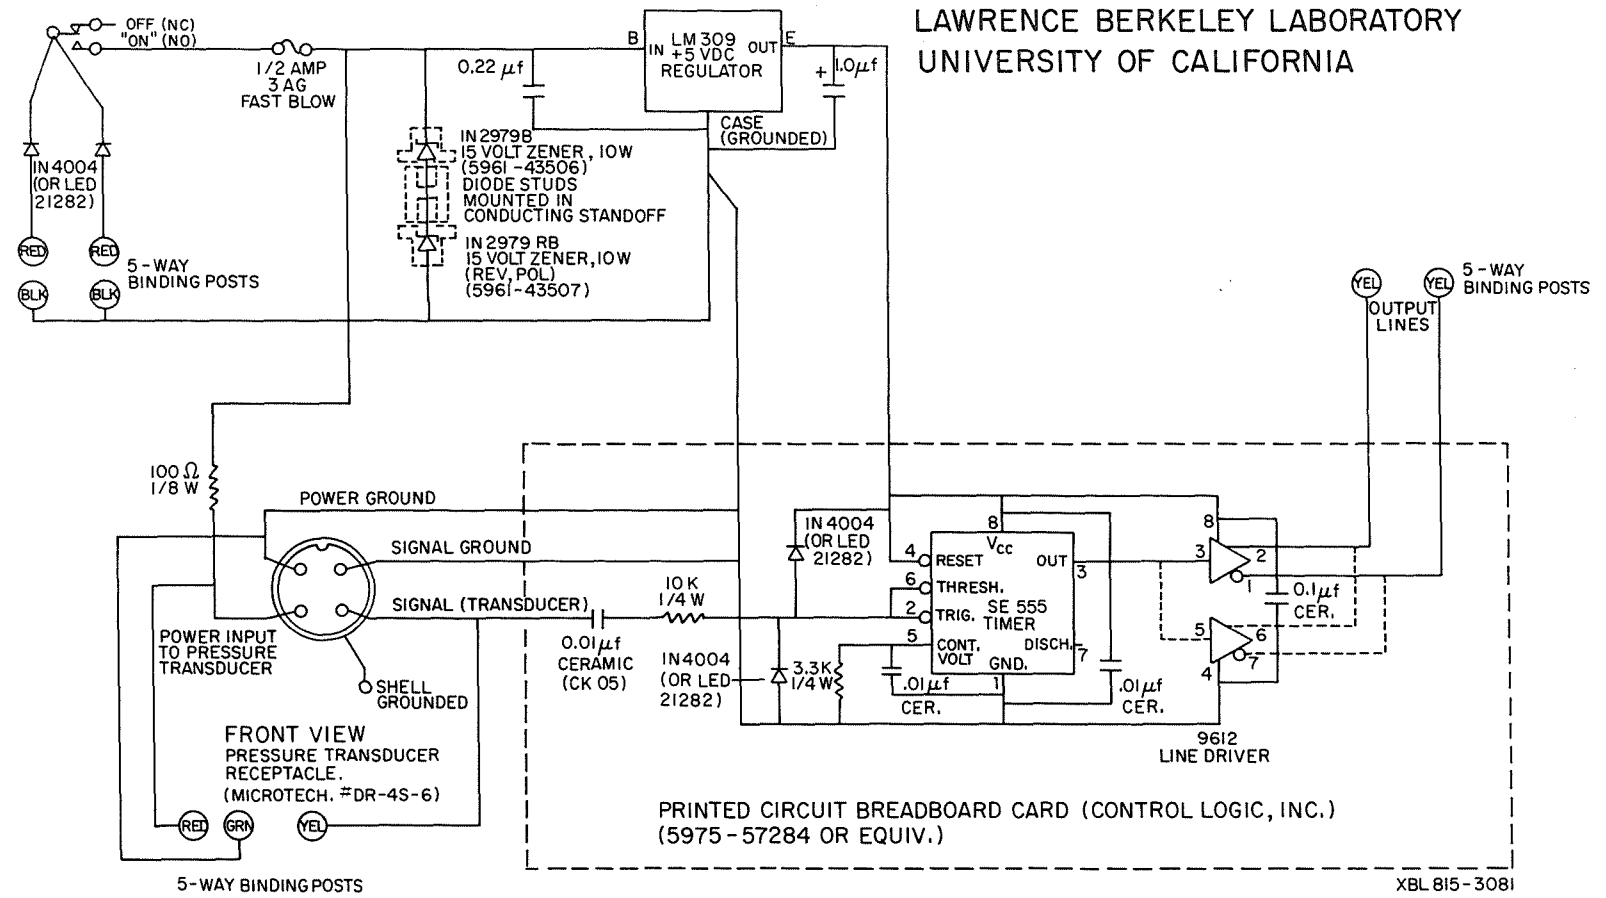 LAWRENCE BERKELEY LABORATORY
UNIVERSITY OF CALIFORNIA
OFF (NC)
"ON" (NO)
1/2 AMP
3 AG
FAST BLOW
0.22 µf
B
IN
LM 309
+5 VDC
REGULATOR
OUT
E
+
1.0µf
CASE
(GROUNDED)
IN 4004
(OR LED
21282)
RED
RED
BLK
BLK
5-WAY
BINDING POSTS
IN 2979B
15 VOLT ZENER, 10W
(5961-43506)
DIODE STUDS
MOUNTED IN
CONDUCTING STANDOFF
IN 2979 RB
15 VOLT ZENER, 10W
(REV, POL)
(5961-43507)
YEL
YEL
5-WAY
BINDING POSTS
OUTPUT
LINES
100 Ω
1/8 W
POWER GROUND
SIGNAL GROUND
SIGNAL (TRANSDUCER)
POWER INPUT
TO PRESSURE
TRANSDUCER
SHELL
GROUNDED
0.01µf
CERAMIC
(CK 05)
10 K
1/4 W
IN 4004
(OR LED
21282)
IN 4004
(OR LED
21282)
3.3K
1/4 W
.01µf
CER.
4
RESET
6
THRESH.
2
TRIG.
5
CONT.
VOLT
8
Vcc
OUT
3
SE 555
TIMER
DISCH.
7
GND.
1
.01µf
CER.
8
3
2
1
0.1µf
CER.
5
6
7
4
9612
LINE DRIVER
FRONT VIEW
PRESSURE TRANSDUCER
RECEPTACLE.
(MICROTECH. #DR-4S-6)
RED
GRN
YEL
5-WAY BINDING POSTS
PRINTED CIRCUIT BREADBOARD CARD (CONTROL LOGIC, INC.)
(5975-57284 OR EQUIV.)
XBL 815-3081